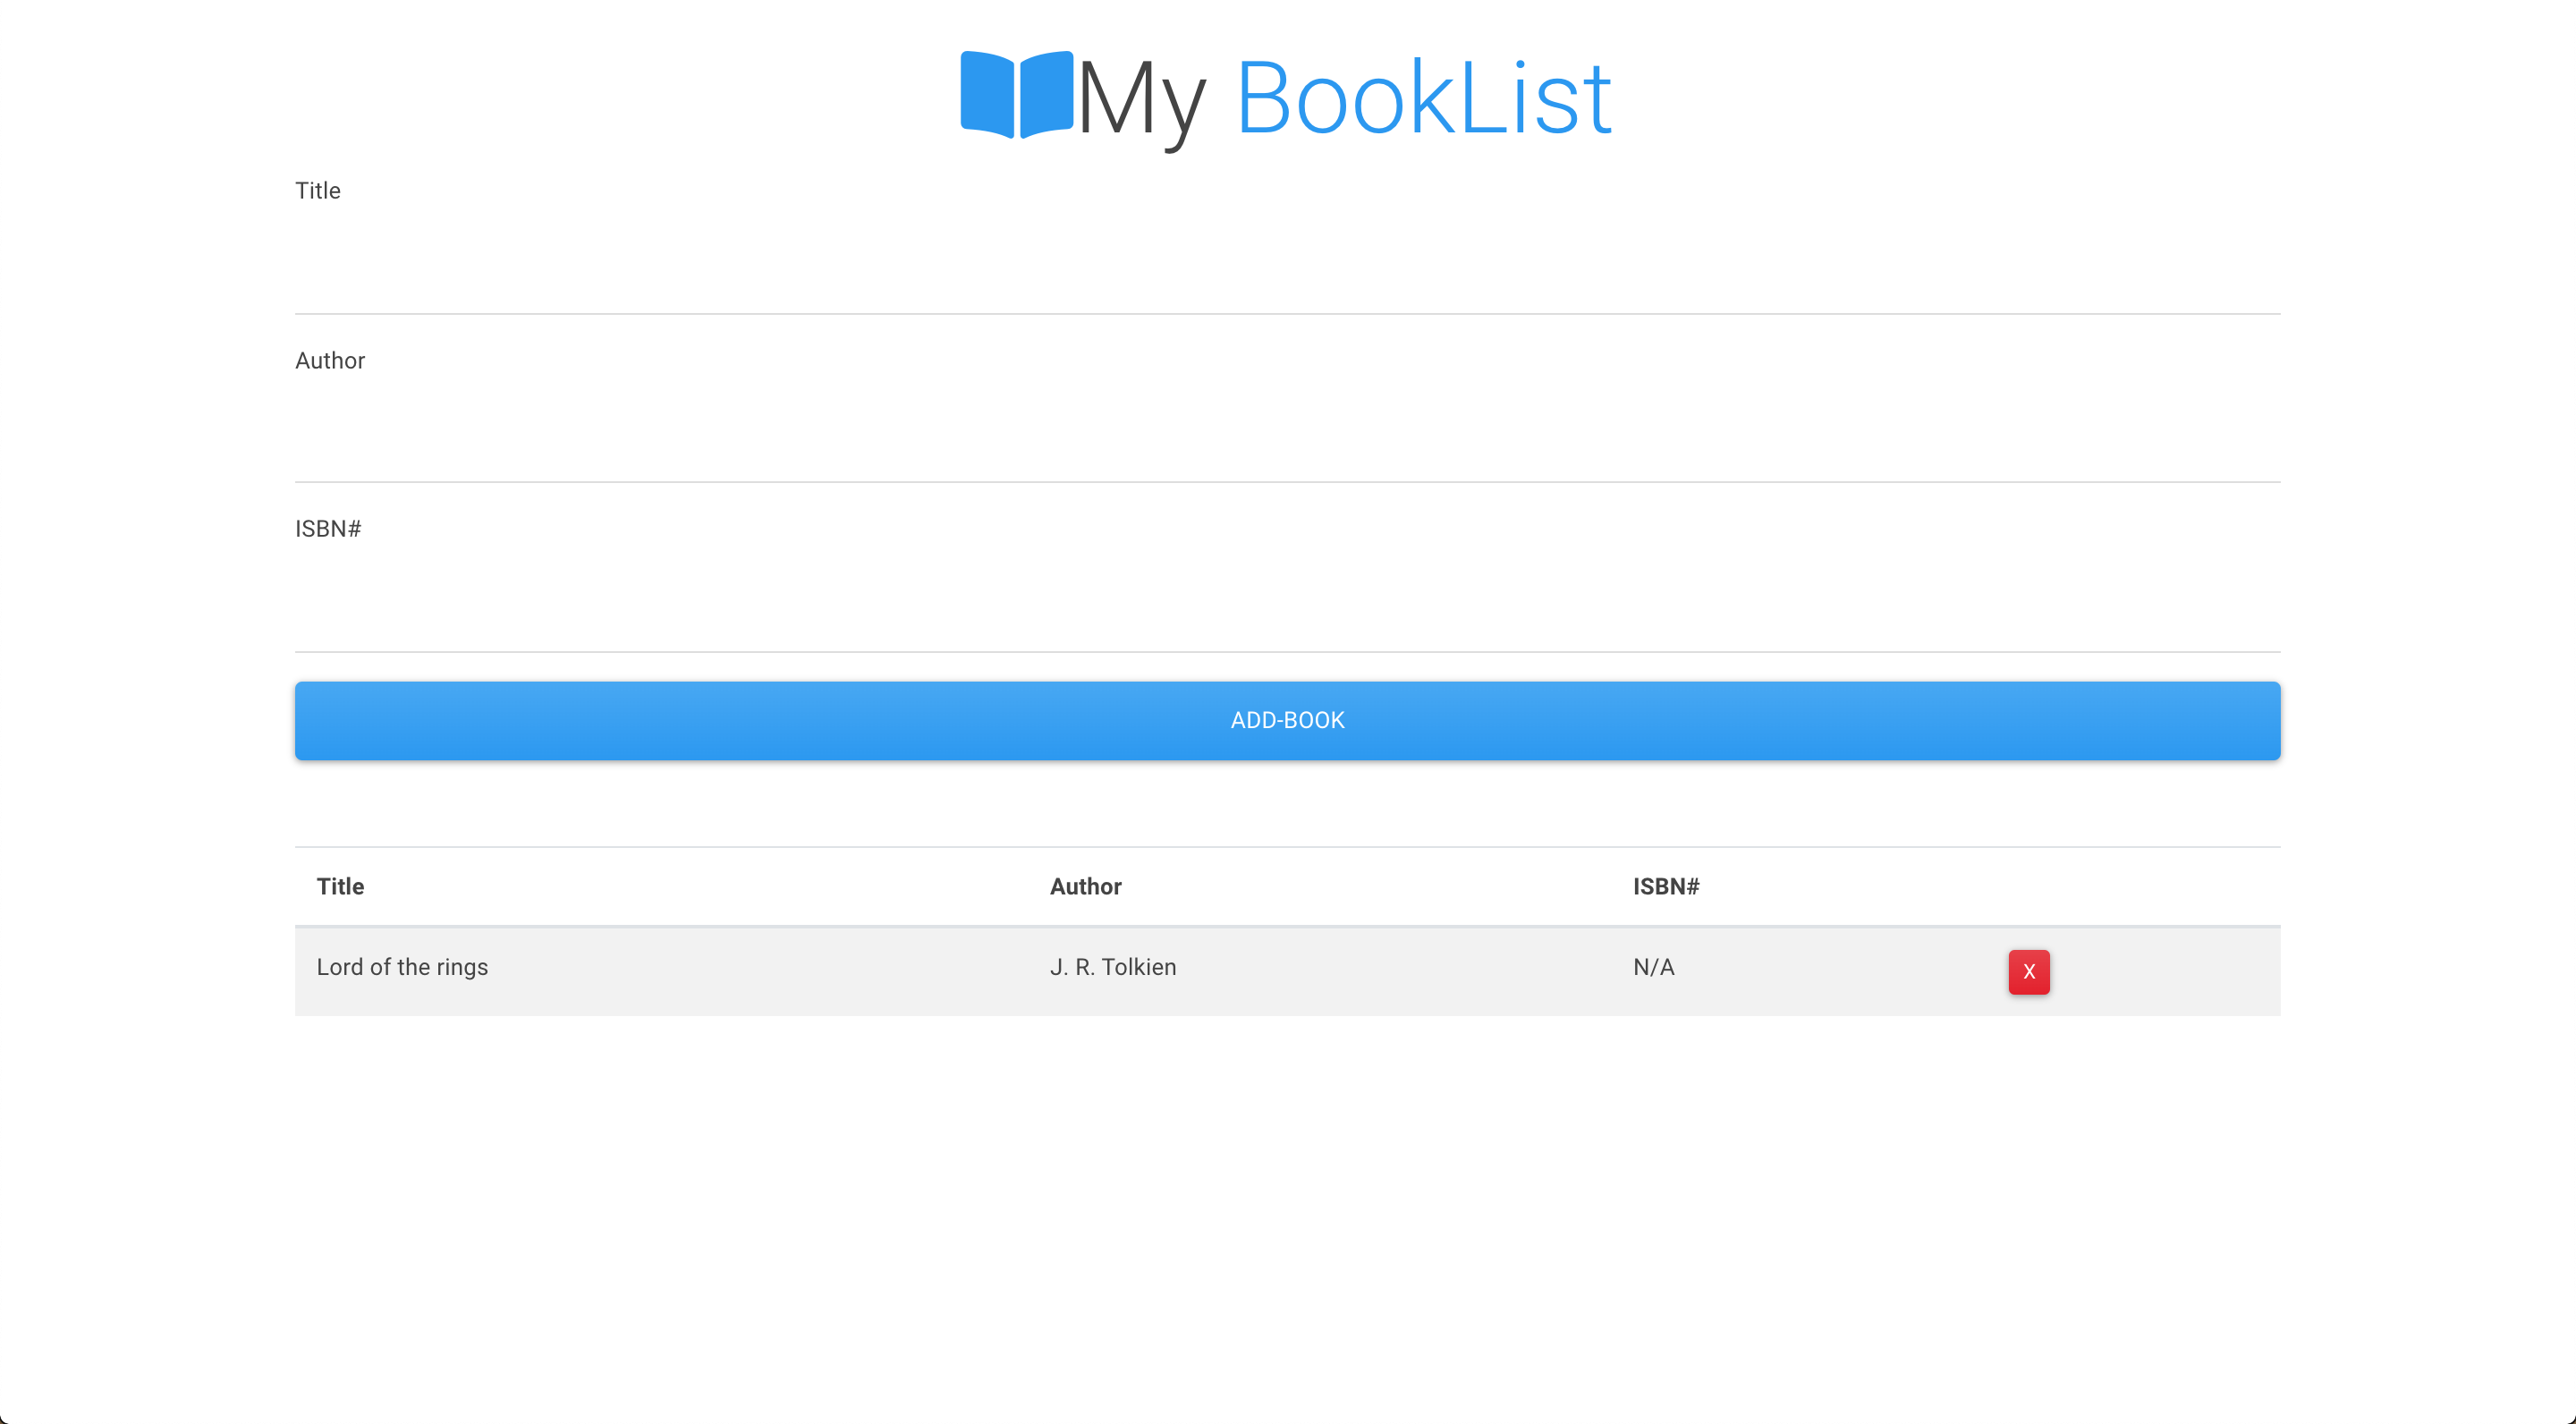 My BookList
Title
Author
ISBN#
ADD-BOOK
Title Author ISBN#
Lord of the rings J. R. Tolkien N/A X